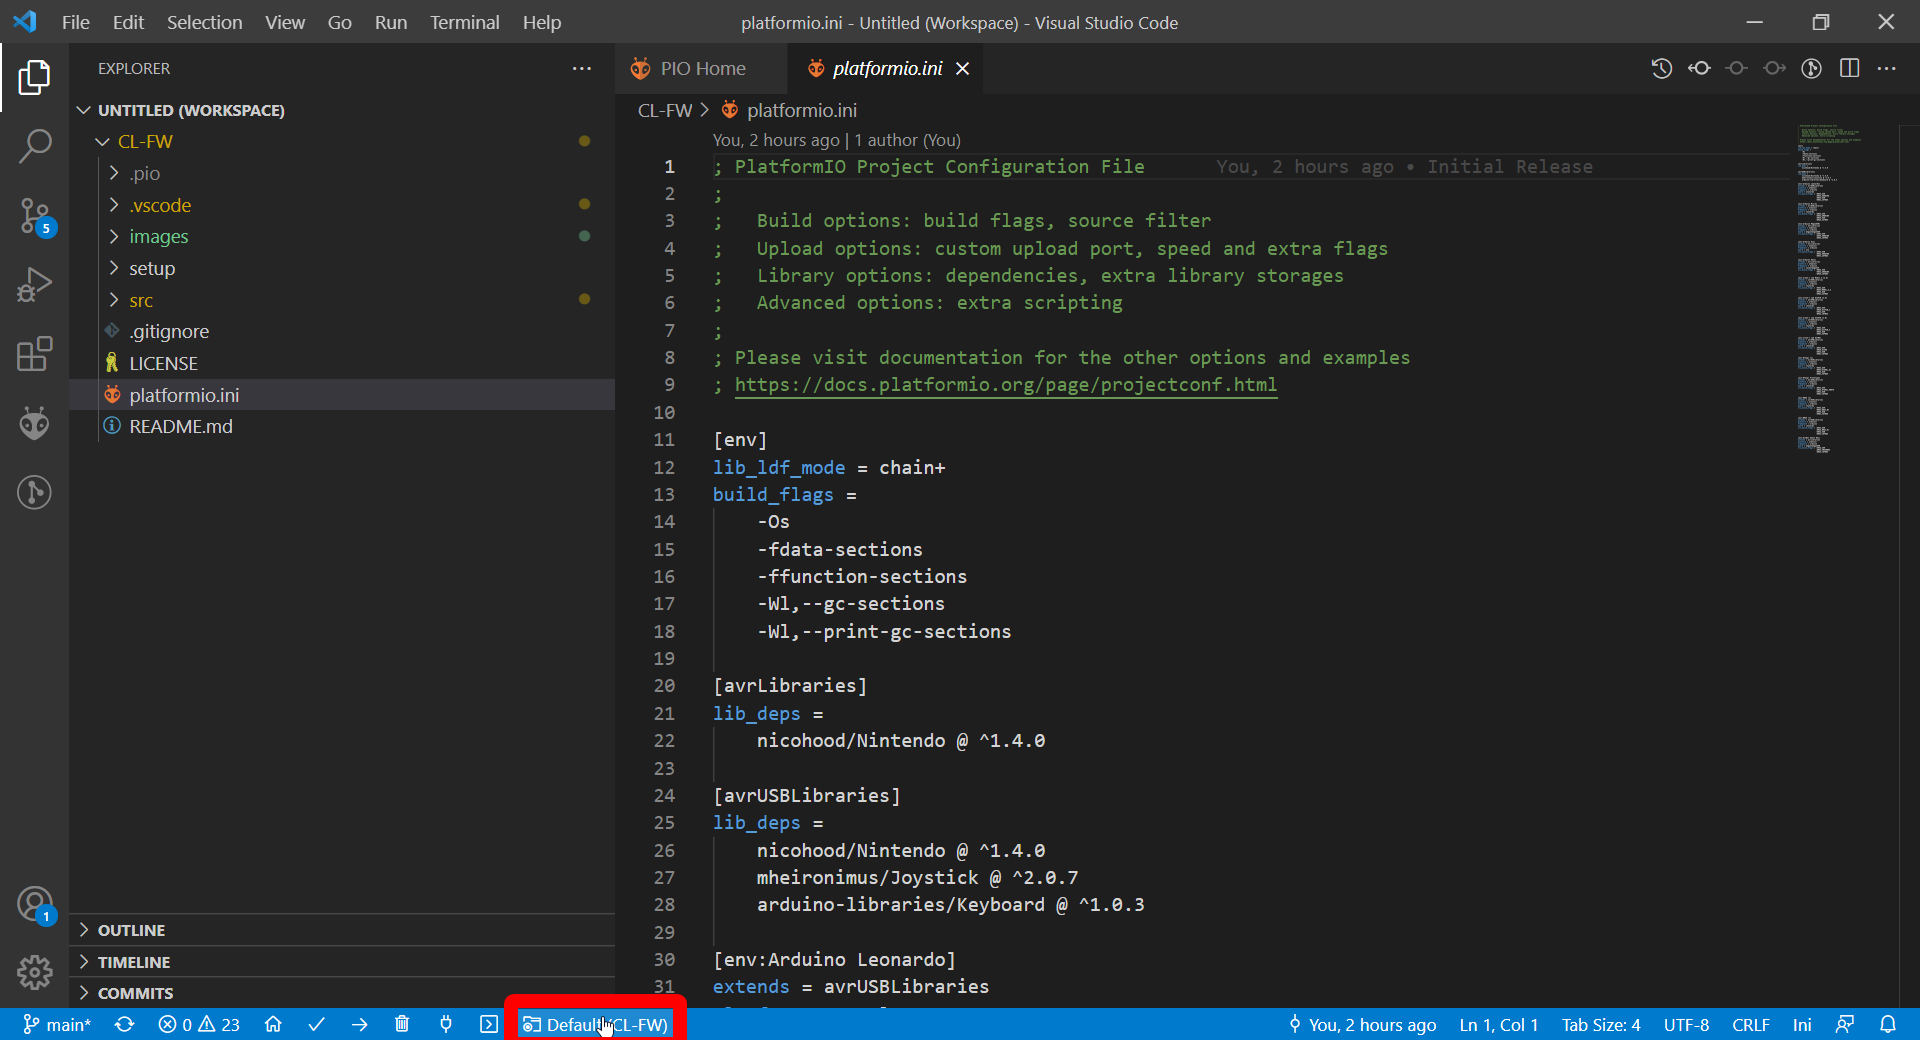 File Edit Selection View Go Run Terminal Help
platformio.ini - Untitled (Workspace) - Visual Studio Code
EXPLORER
UNTITLED (WORKSPACE)
CL-FW
.pio
.vscode
images
setup
src
.gitignore
LICENSE
platformio.ini
README.md
OUTLINE
TIMELINE
COMMITS
5
1
PIO Home
platformio.ini
CL-FW > platformio.ini
You, 2 hours ago | 1 author (You)
1 ; PlatformIO Project Configuration File You, 2 hours ago • Initial Release
2 ;
3 ;   Build options: build flags, source filter
4 ;   Upload options: custom upload port, speed and extra flags
5 ;   Library options: dependencies, extra library storages
6 ;   Advanced options: extra scripting
7 ;
8 ; Please visit documentation for the other options and examples
9 ; https://docs.platformio.org/page/projectconf.html
10
11 [env]
12 lib_ldf_mode = chain+
13 build_flags =
14     -Os
15     -fdata-sections
16     -ffunction-sections
17     -Wl,--gc-sections
18     -Wl,--print-gc-sections
19
20 [avrLibraries]
21 lib_deps =
22     nicohood/Nintendo @ ^1.4.0
23
24 [avrUSBLibraries]
25 lib_deps =
26     nicohood/Nintendo @ ^1.4.0
27     mheironimus/Joystick @ ^2.0.7
28     arduino-libraries/Keyboard @ ^1.0.3
29
30 [env:Arduino Leonardo]
31 extends = avrUSBLibraries
main* 0 23 (CL-FW) You, 2 hours ago Ln 1, Col 1 Tab Size: 4 UTF-8 CRLF Ini